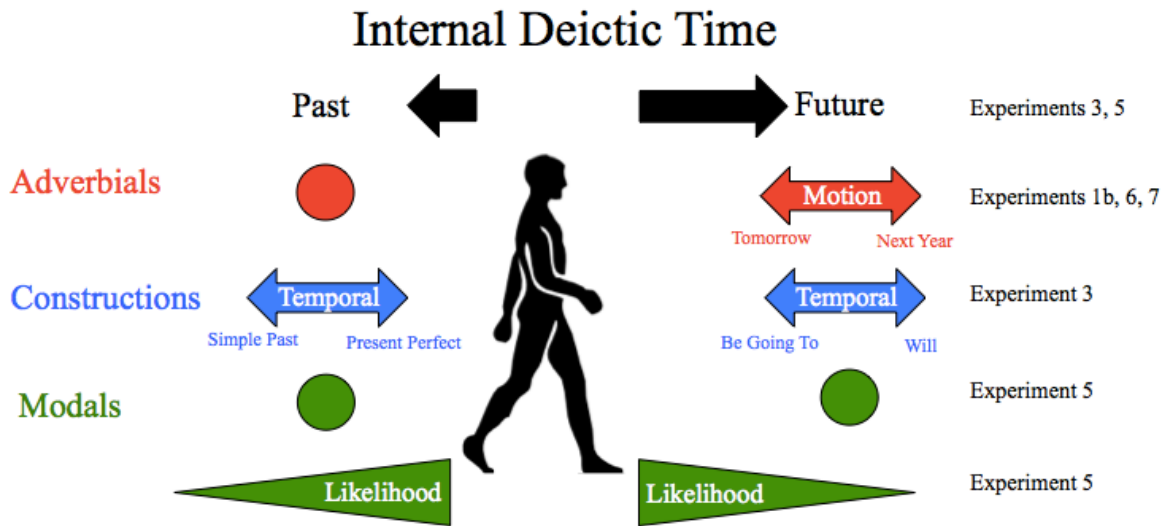 Internal Deictic Time
Past Future Experiments 3, 5
Adverbials Motion Experiments 1b, 6, 7
Tomorrow Next Year
Constructions Temporal Temporal Experiment 3
Simple Past Present Perfect Be Going To Will
Modals Experiment 5
Likelihood Likelihood Experiment 5